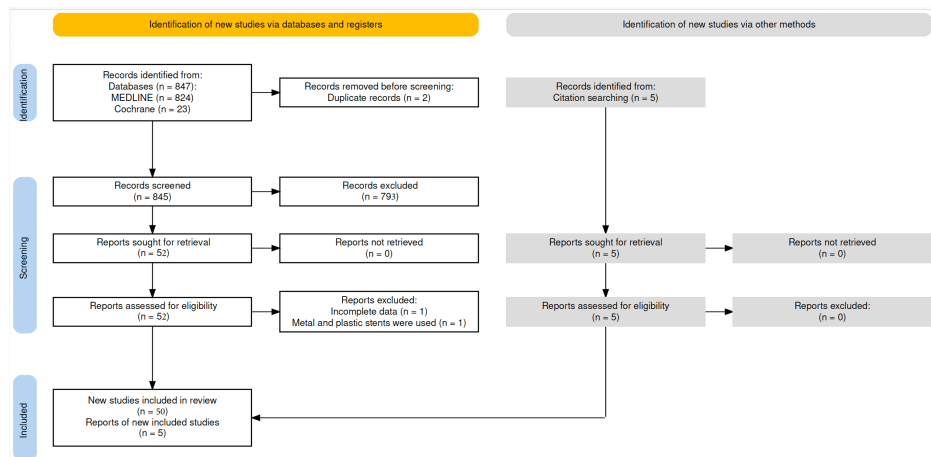 Identification of new studies via databases and registers
Identification of new studies via other methods
Identification
Records identified from:
Databases (n = 847):
MEDLINE (n = 824)
Cochrane (n = 23)
Records removed before screening:
Duplicate records (n = 2)
Records identified from:
Citation searching (n = 5)
Screening
Records screened
(n = 845)
Records excluded
(n = 793)
Reports sought for retrieval
(n = 52)
Reports not retrieved
(n = 0)
Reports sought for retrieval
(n = 5)
Reports not retrieved
(n = 0)
Reports assessed for eligibility
(n = 52)
Reports excluded:
Incomplete data (n = 1)
Metal and plastic stents were used (n = 1)
Reports assessed for eligibility
(n = 5)
Reports excluded:
(n = 0)
Included
New studies included in review
(n = 50)
Reports of new included studies
(n = 5)